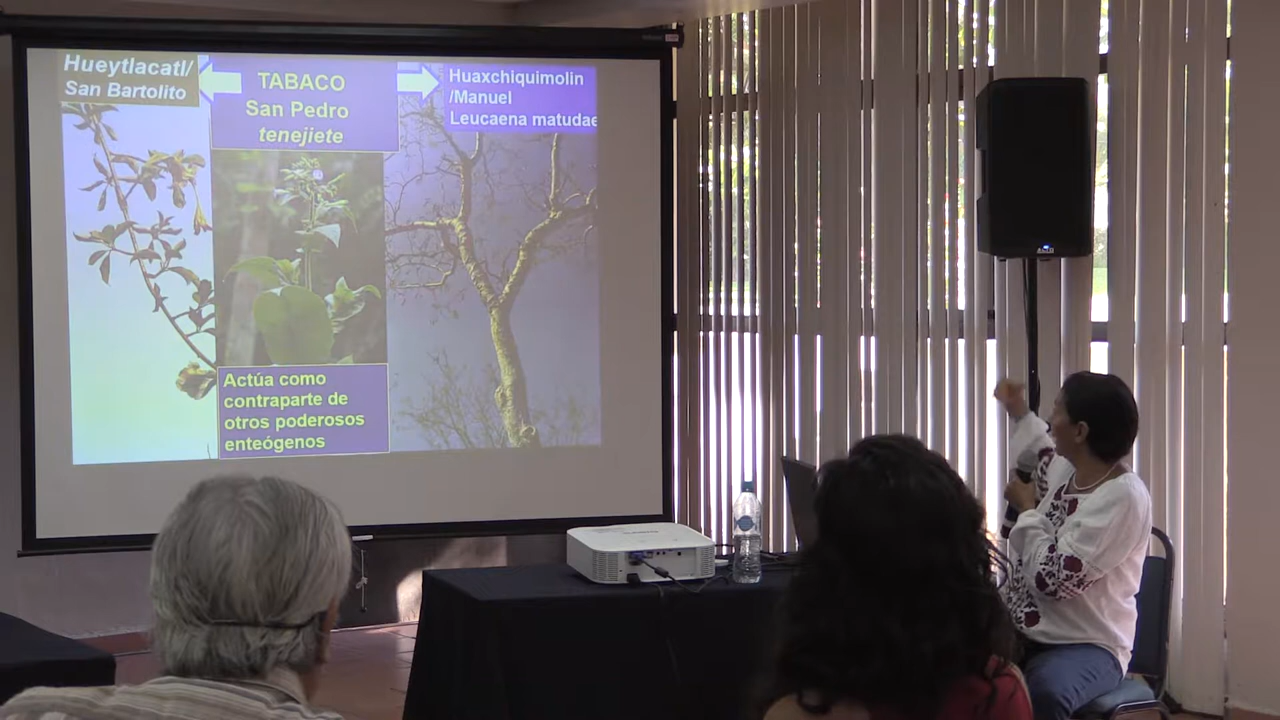 Hueytlacatl/
San Bartolito
TABACO
San Pedro
tenejiete
Huaxchiquimolin
/Manuel
Leucaena matudae
Actúa como
contraparte de
otros poderosos
enteógenos